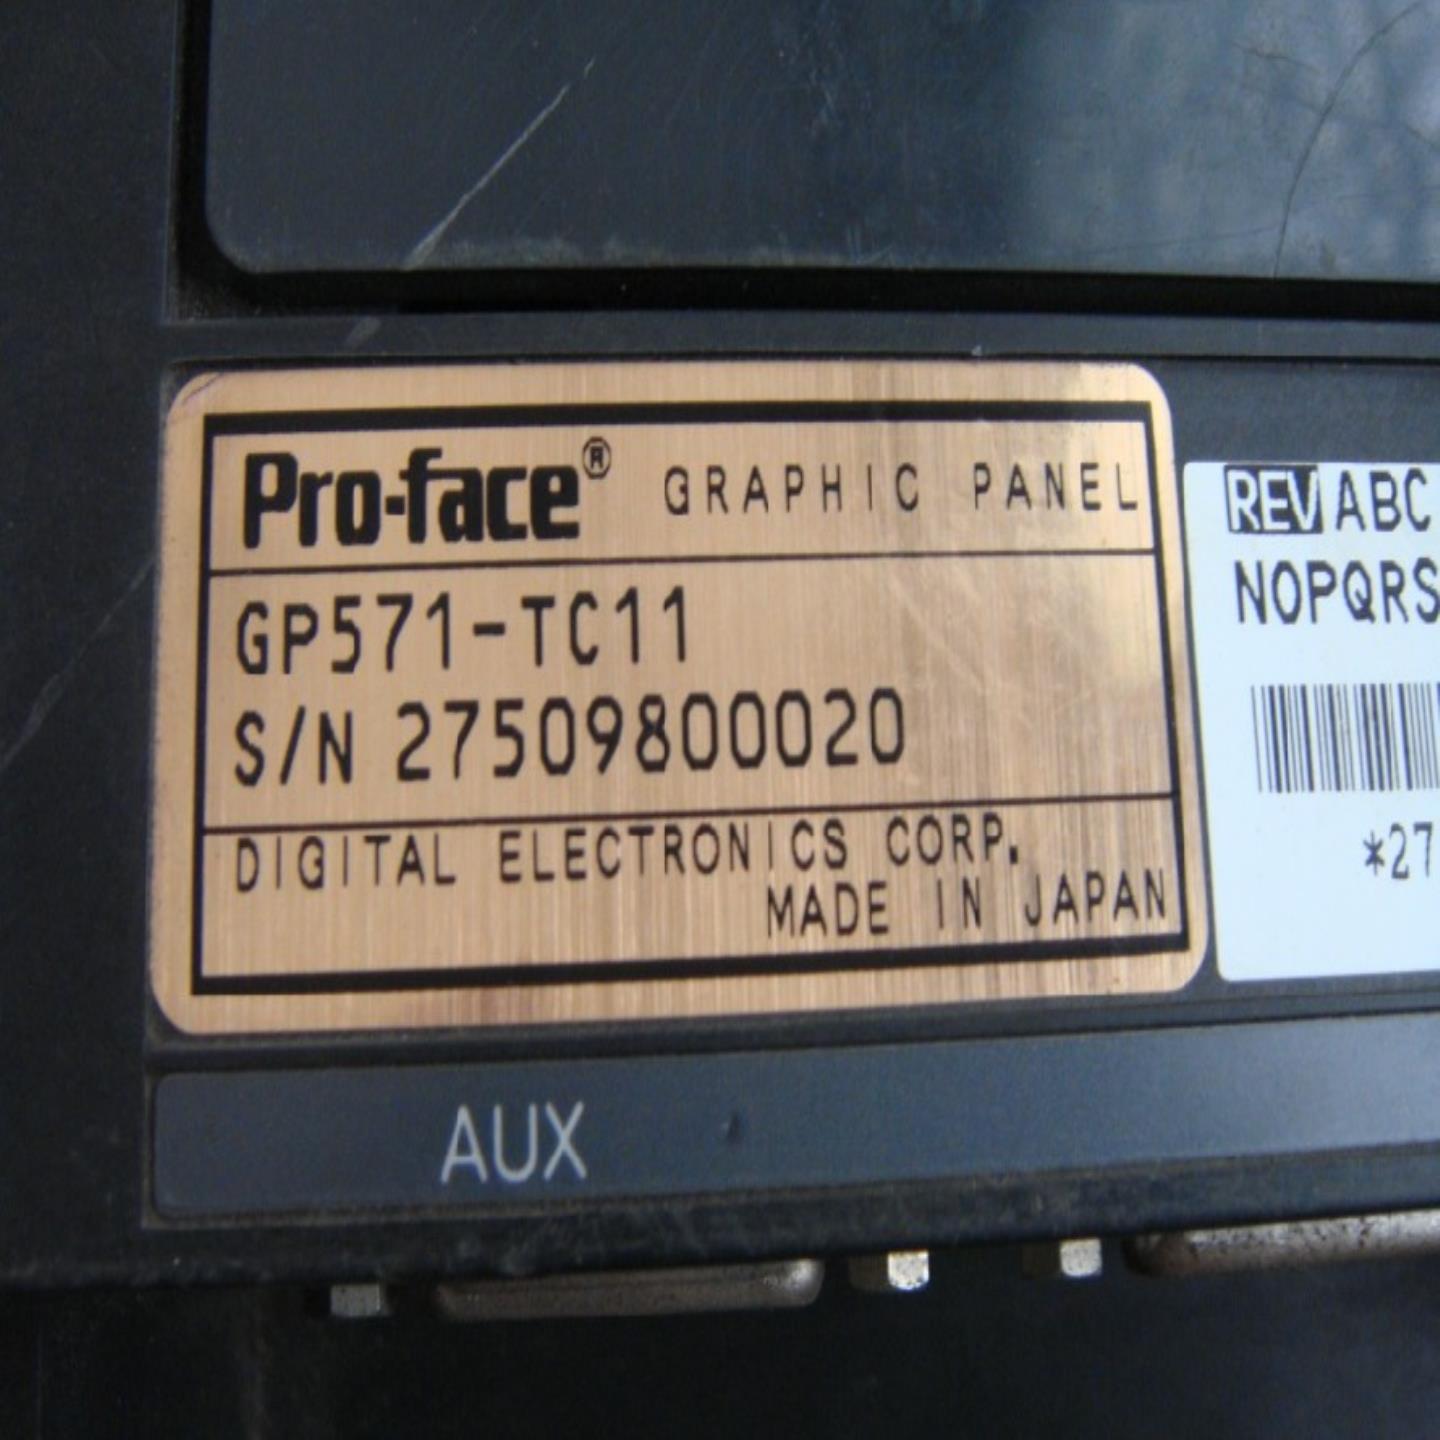 Pro-face® GRAPHIC PANEL
GP571-TC11
S/N 27509800020
DIGITAL ELECTRONICS CORP.
MADE IN JAPAN
REV ABC
NOPQRS
*27
AUX